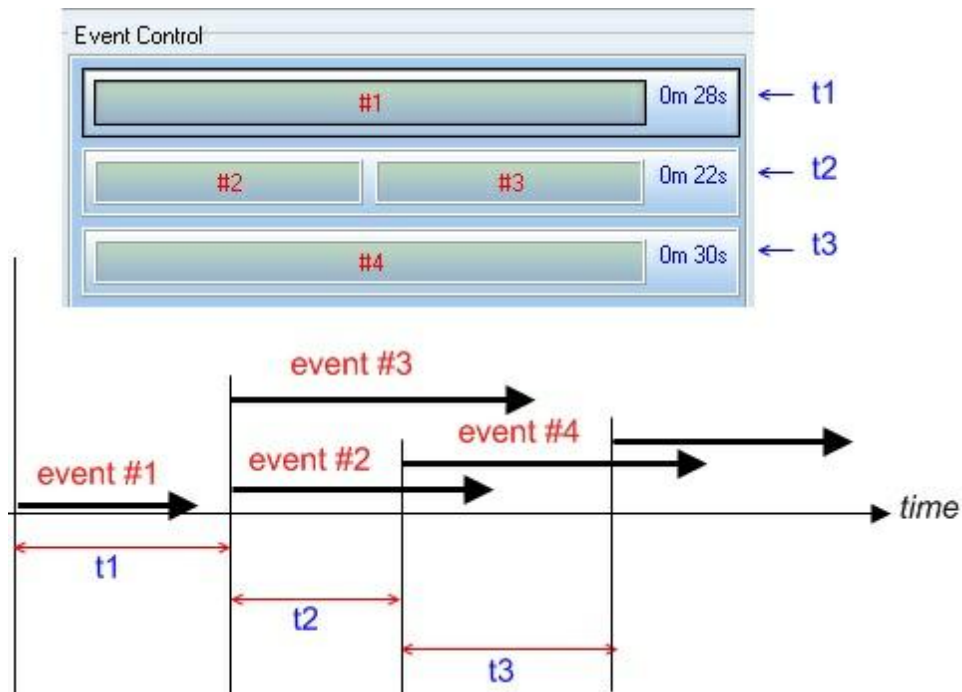 Event Control
#1 0m 28s ← t1
#2 #3 0m 22s ← t2
#4 0m 30s ← t3
event #3
event #2 event #4
event #1
time
t1
t2
t3